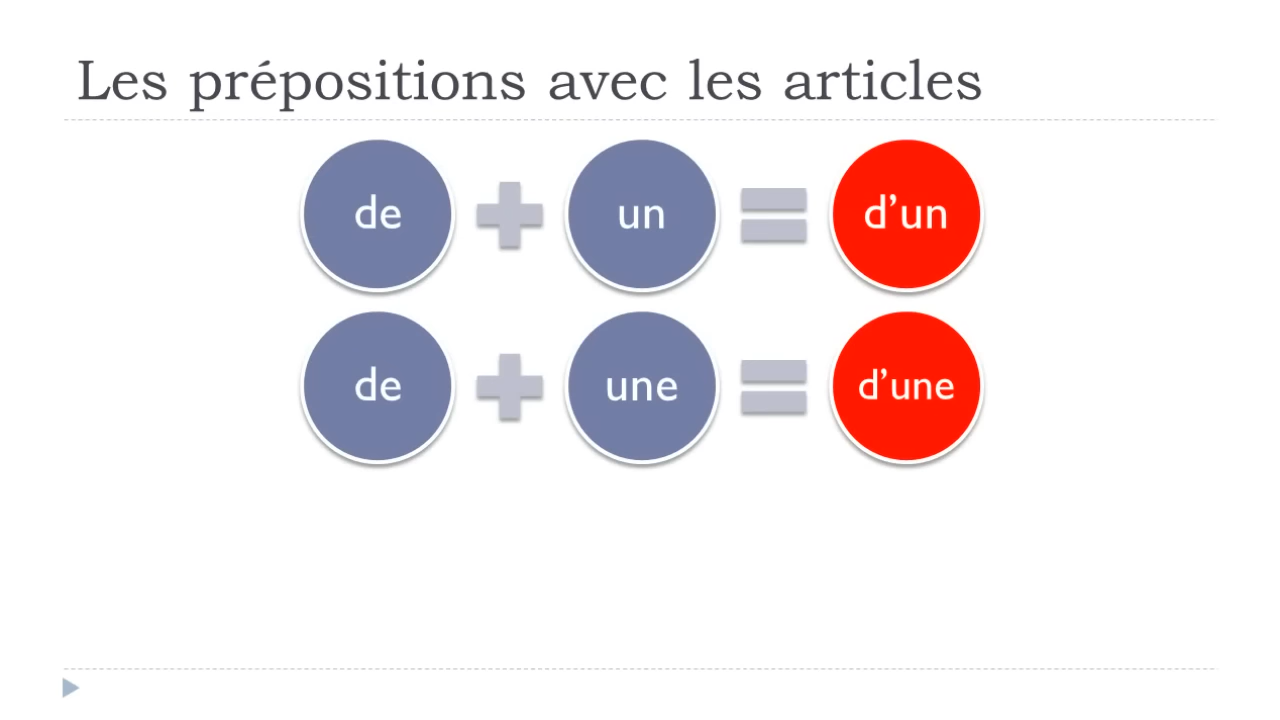 Les prépositions avec les articles
de un d’un
de une d’une